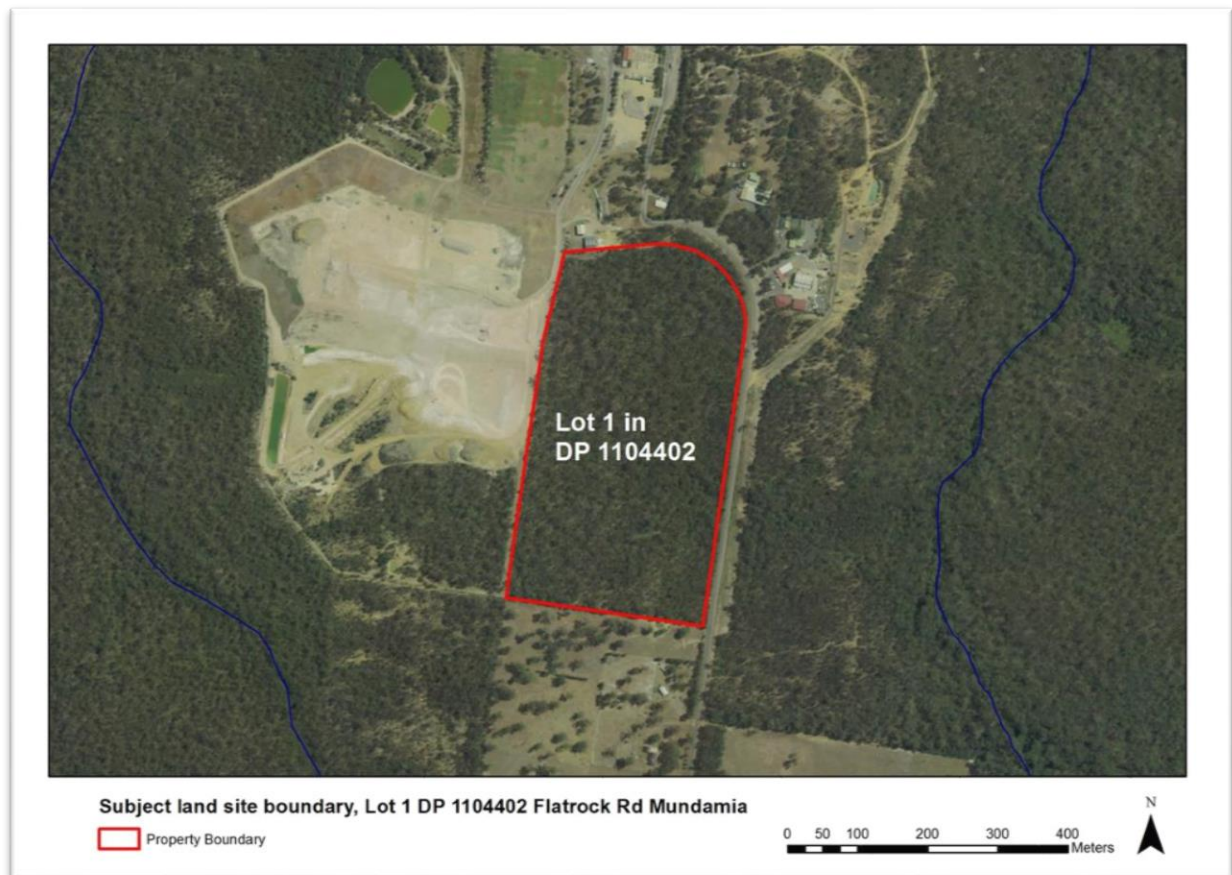 Lot 1 in
DP 1104402
Subject land site boundary, Lot 1 DP 1104402 Flatrock Rd Mundamia
Property Boundary
N
0 50 100 200 300 400
Meters